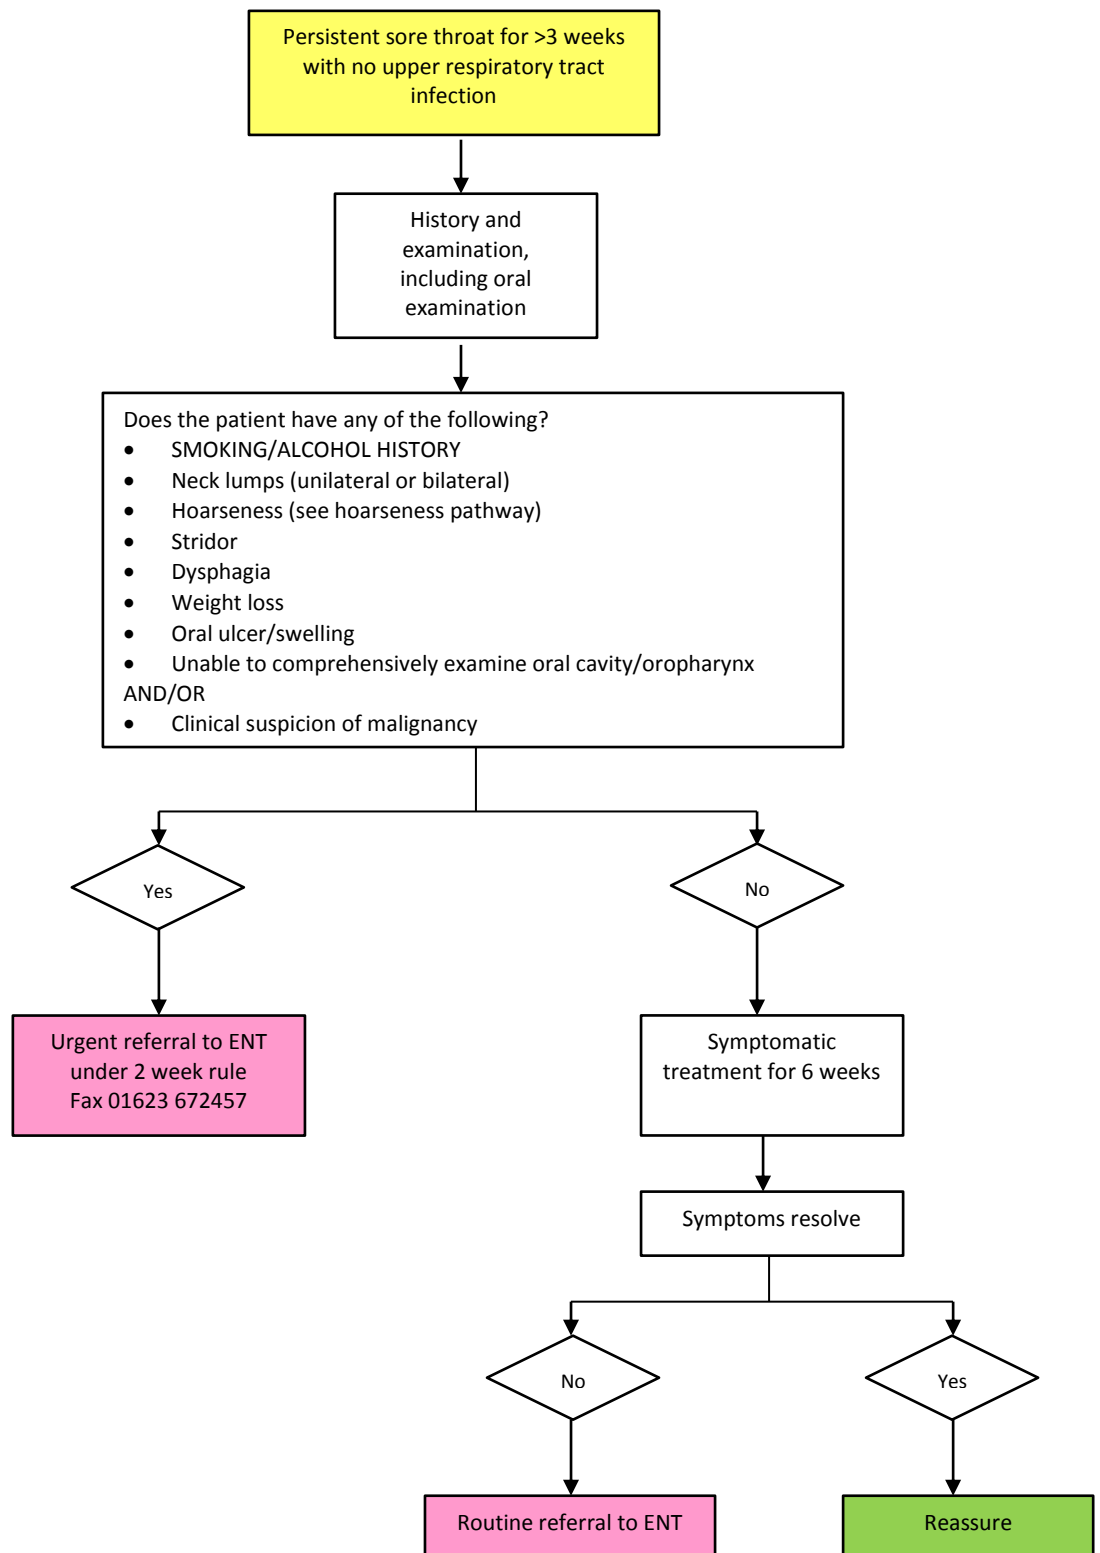 Persistent sore throat for >3 weeks
with no upper respiratory tract
infection
History and
examination,
including oral
examination
Does the patient have any of the following?
• SMOKING/ALCOHOL HISTORY
• Neck lumps (unilateral or bilateral)
• Hoarseness (see hoarseness pathway)
• Stridor
• Dysphagia
• Weight loss
• Oral ulcer/swelling
• Unable to comprehensively examine oral cavity/oropharynx
AND/OR
• Clinical suspicion of malignancy
Yes
No
Urgent referral to ENT
under 2 week rule
Fax 01623 672457
Symptomatic
treatment for 6 weeks
Symptoms resolve
No
Yes
Routine referral to ENT
Reassure